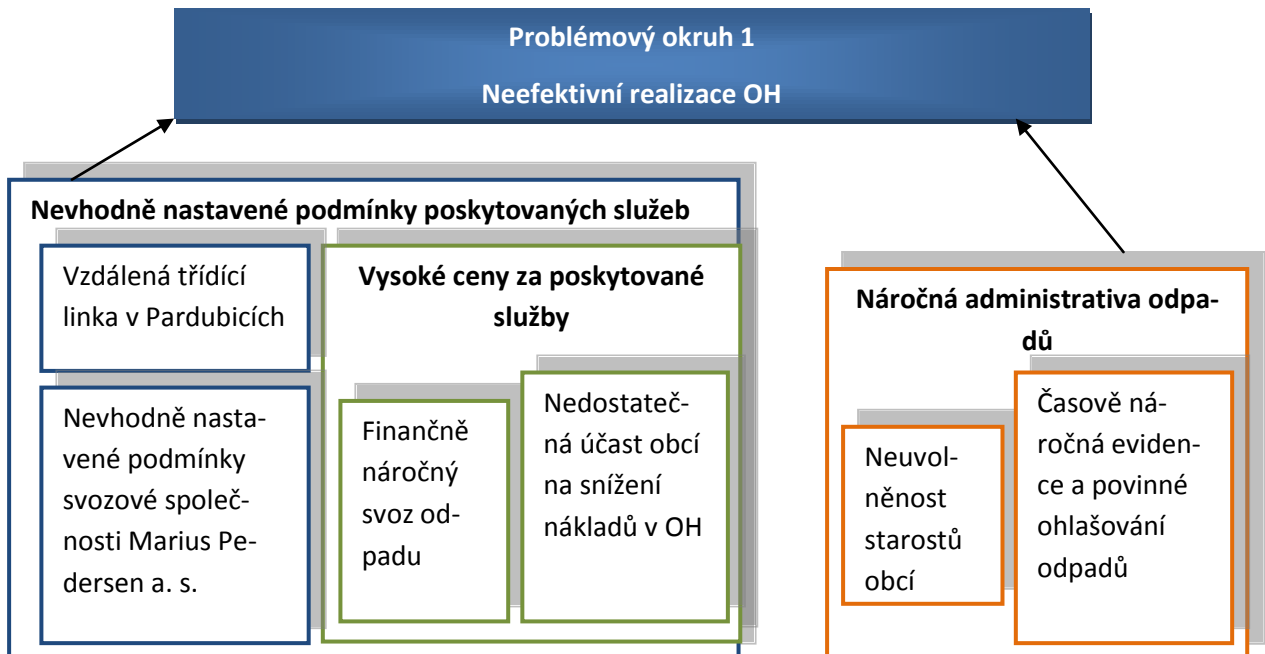 Problémový okruh 1
Neefektivní realizace OH
Nevhodně nastavené podmínky poskytovaných služeb
Vzdálená třídící
linka v Pardubicích
Nevhodně nasta-
vené podmínky
svozové společ-
nosti Marius Pe-
dersen a. s.
Vysoké ceny za poskytované
služby
Finančně
náročný
svoz od-
padu
Nedostateč-
ná účast obcí
na snížení
nákladů v OH
Náročná administrativa odpa-
dů
Neuvol-
něnost
starostů
obcí
Časově ná-
ročná eviden-
ce a povinné
ohlašování
odpadů